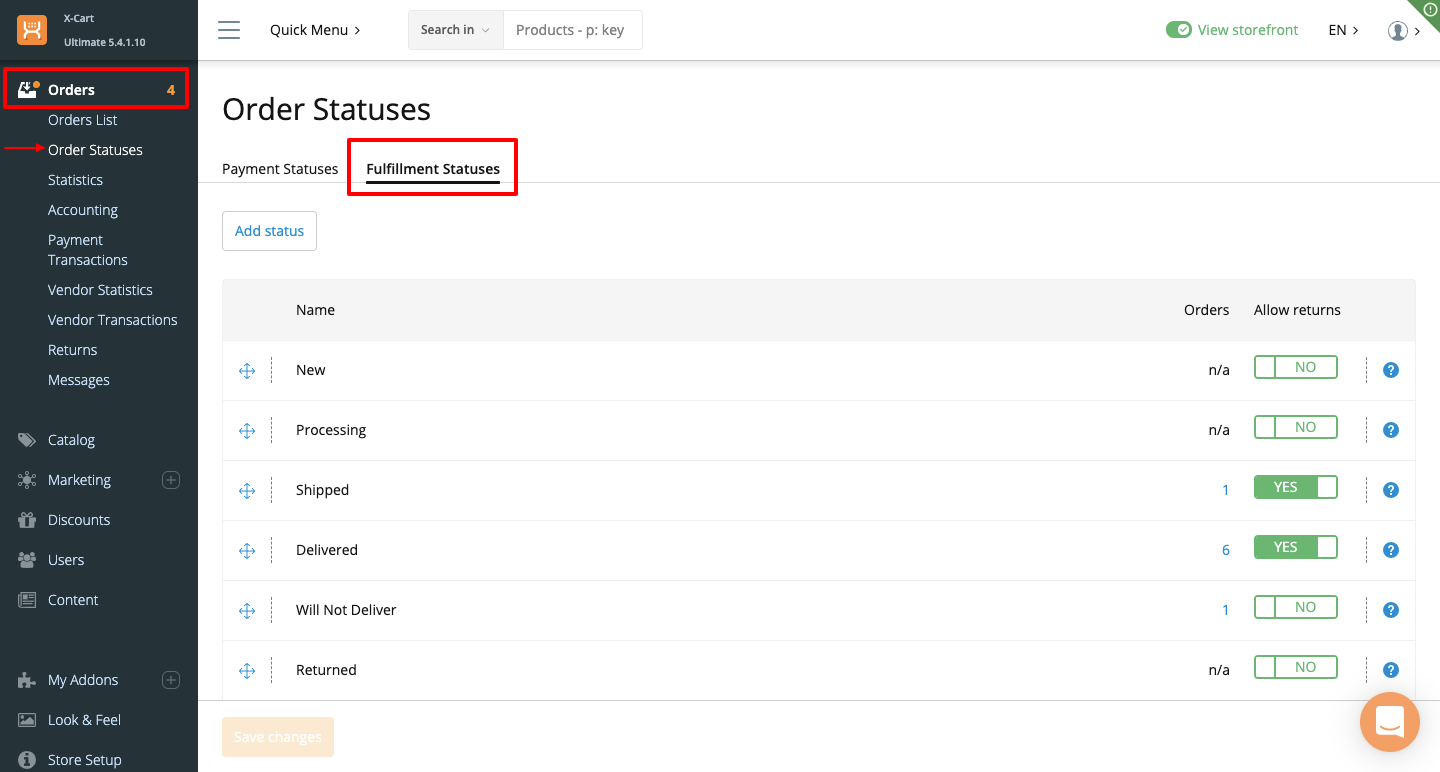 X-Cart
Ultimate 5.4.1.10
Quick Menu
Search in
Products - p: key
View storefront
EN
Orders 4
Orders List
Order Statuses
Statistics
Accounting
Payment
Transactions
Vendor Statistics
Vendor Transactions
Returns
Messages
Catalog
Marketing
Discounts
Users
Content
My Addons
Look & Feel
Store Setup
Order Statuses
Payment Statuses Fulfillment Statuses
Add status
Name Orders Allow returns
New n/a NO ?
Processing n/a NO ?
Shipped 1 YES ?
Delivered 6 YES ?
Will Not Deliver 1 NO ?
Returned n/a NO ?
Save changes